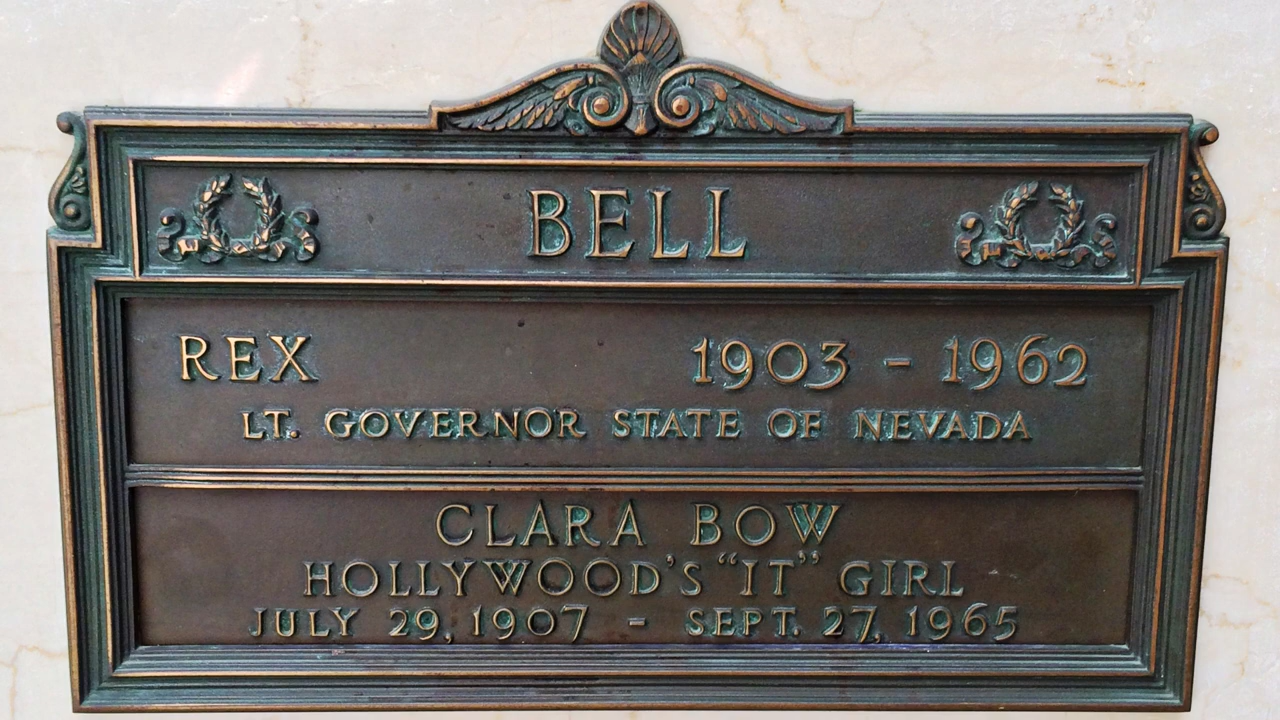 BELL
REX 1903 - 1962
LT. GOVERNOR STATE OF NEVADA
CLARA BOW
HOLLYWOOD'S "IT" GIRL
JULY 29, 1907 - SEPT. 27, 1965